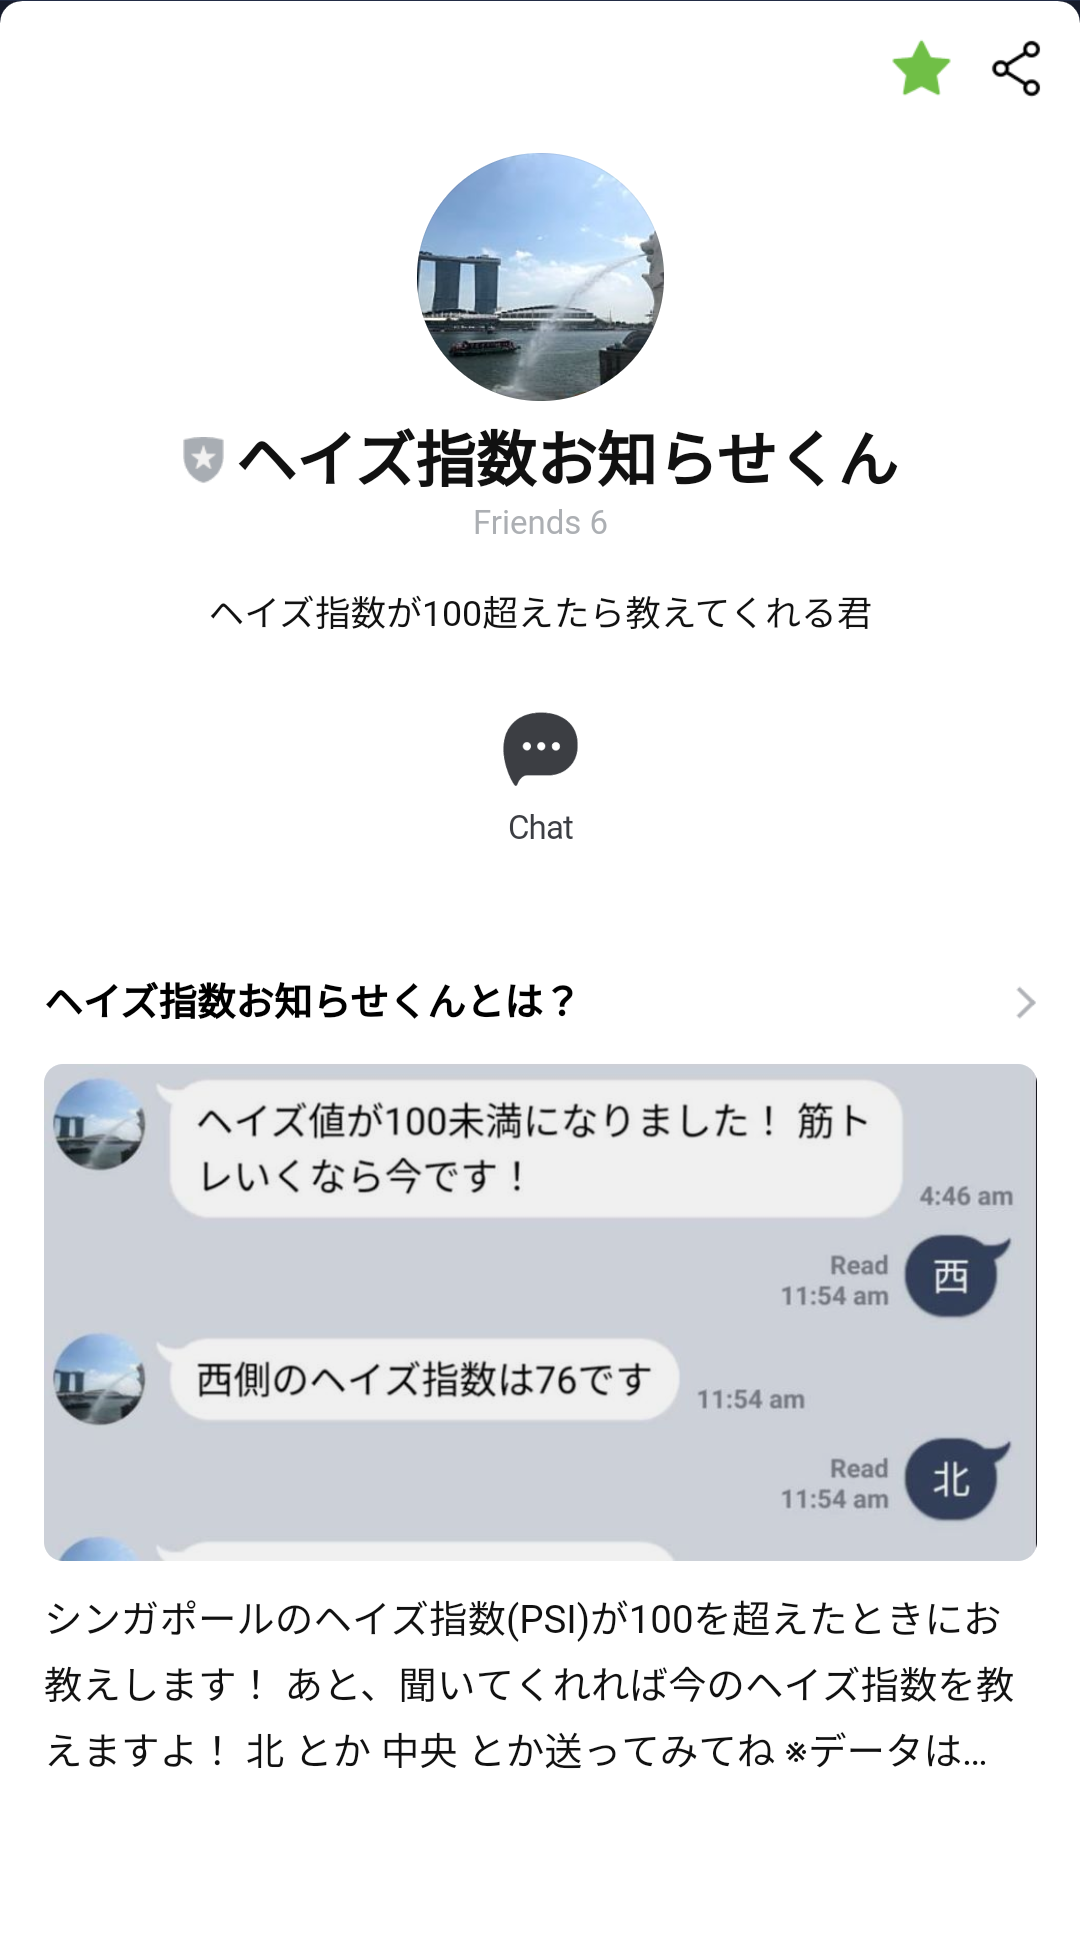 ヘイズ指数お知らせくん
Friends 6
ヘイズ指数が100超えたら教えてくれる君
Chat
ヘイズ指数お知らせくんとは？
ヘイズ値が100未満になりました！ 筋ト
レいくなら今です！
4:46 am
Read
11:54 am
西
西側のヘイズ指数は76です
11:54 am
Read
11:54 am
北
シンガポールのヘイズ指数(PSI)が100を超えたときにお
教えします！ あと、聞いてくれれば今のヘイズ指数を教
えますよ！ 北 とか 中央 とか送ってみてね ※データは...